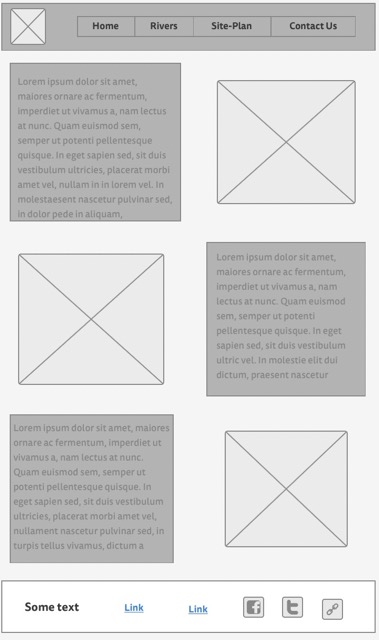 Home Rivers Site-Plan Contact Us
Lorem ipsum dolor sit amet,
maiores ornare ac fermentum,
imperdiet ut vivamus a, nam lectus
at nunc. Quam euismod sem,
semper ut potenti pellentesque
quisque. In eget sapien sed, sit duis
vestibulum ultricies, placerat morbi
amet vel, nullam in in lorem vel. In
molestaesent nascetur pulvinar sed,
in dolor pede in aliquam,
Lorem ipsum dolor sit amet,
maiores ornare ac fermentum,
imperdiet ut vivamus a, nam
lectus at nunc. Quam euismod
sem, semper ut potenti
pellentesque quisque. In eget
sapien sed, sit duis vestibulum
ultric vel. In molestie elit dui
dictum, praesent nascetur
Lorem ipsum dolor sit amet, maiores
ornare ac fermentum, imperdiet ut
vivamus a, nam lectus at nunc.
Quam euismod sem, semper ut
potenti pellentesque quisque. In
eget sapien sed, sit duis vestibulum
ultricies, placerat morbi amet vel,
nullament nascetur pulvinar sed, in
turpis tellus vivamus, dictum a
Some text Link Link